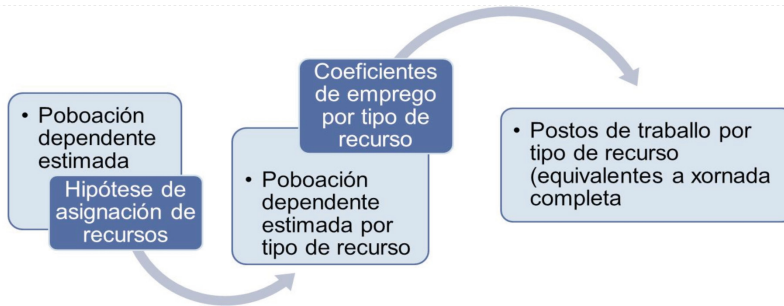 • Poboación
dependente
estimada
Hipótese de
asignación de
recursos
Coeficientes
de emprego
por tipo de
recurso
• Poboación
dependente
estimada por
tipo de recurso
• Postos de traballo por
tipo de recurso
(equivalentes a xornada
completa